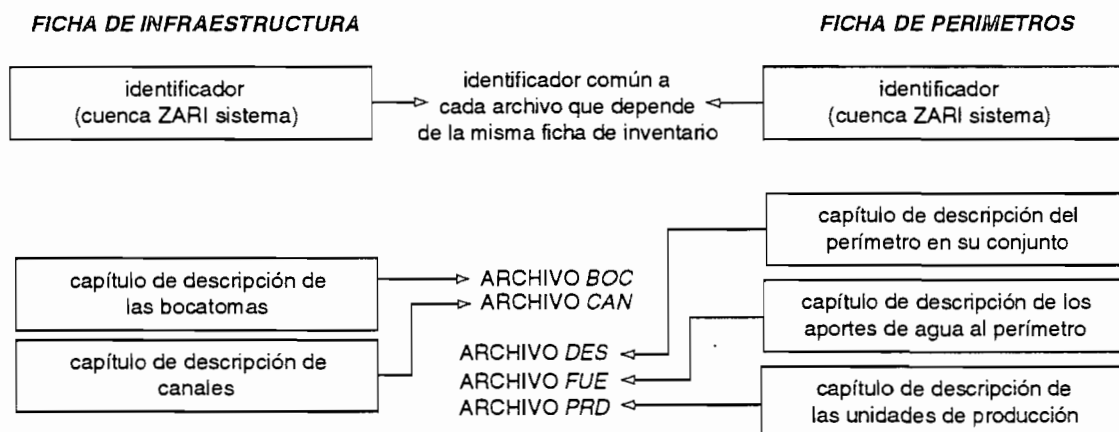 FICHA DE INFRAESTRUCTURA
identificador
(cuenca ZARI sistema)
identificador común a
cada archivo que depende
de la misma ficha de inventario
FICHA DE PERIMETROS
identificador
(cuenca ZARI sistema)
capítulo de descripción de
las bocatomas
capítulo de descripción de
canales
ARCHIVO BOC
ARCHIVO CAN
ARCHIVO DES
ARCHIVO FUE
ARCHIVO PRD
capítulo de descripción del
perímetro en su conjunto
capítulo de descripción de los
aportes de agua al perímetro
capítulo de descripción de
las unidades de producción